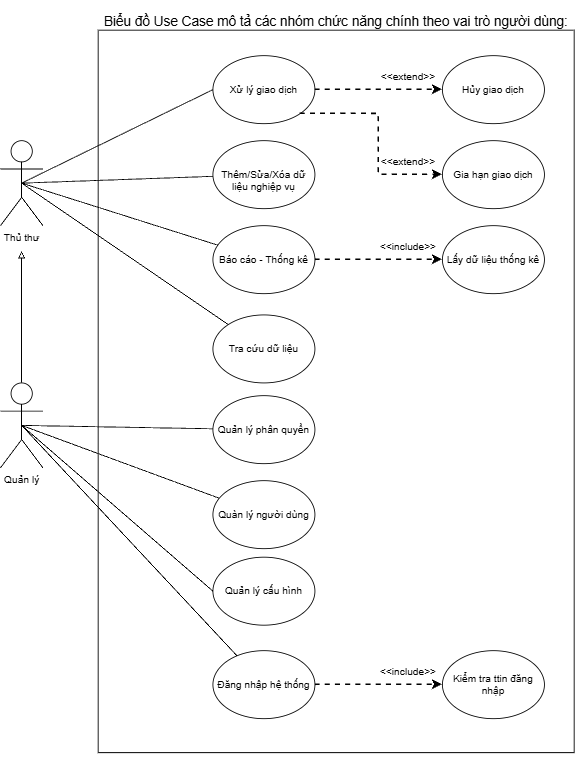 Biểu đồ Use Case mô tả các nhóm chức năng chính theo vai trò người dùng:
Xử lý giao dịch
<<extend>>
Hủy giao dịch
Thêm/Sửa/Xóa dữ
liệu nghiệp vụ
<<extend>>
Gia hạn giao dịch
Thủ thư
Báo cáo - Thống kê
<<include>>
Lấy dữ liệu thống kê
Tra cứu dữ liệu
Quản lý phân quyền
Quản lý
Quản lý người dùng
Quản lý cấu hình
Đăng nhập hệ thống
<<include>>
Kiểm tra ttin đăng
nhập